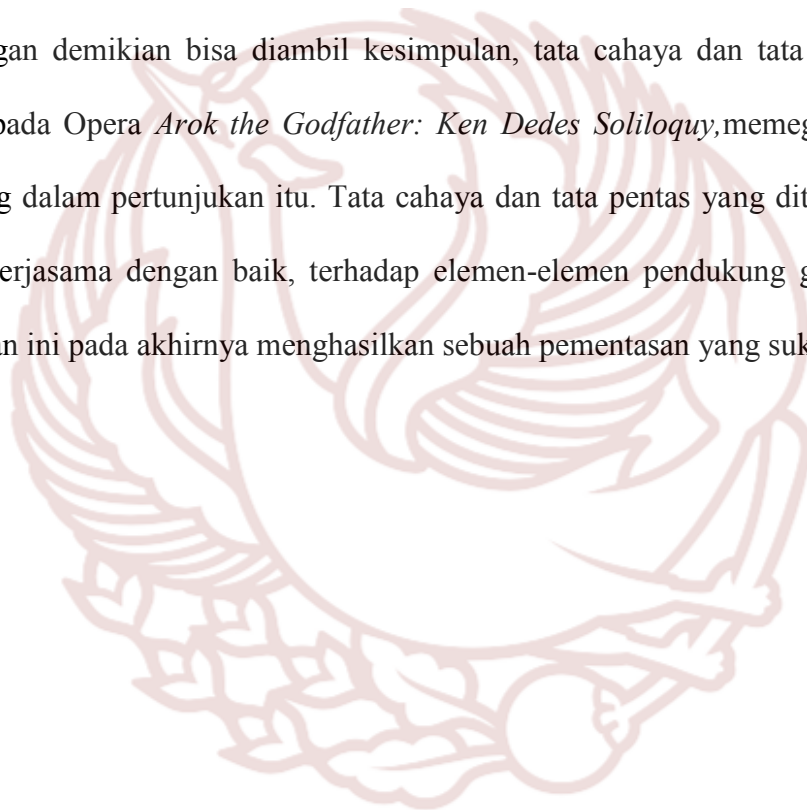 gan demikian bisa diambil kesimpulan, tata cahaya dan tata
pada Opera Arok the Godfather: Ken Dedes Soliloquy,memeg
g dalam pertunjukan itu. Tata cahaya dan tata pentas yang dit
erjasama dengan baik, terhadap elemen-elemen pendukung g
an ini pada akhirnya menghasilkan sebuah pementasan yang suk